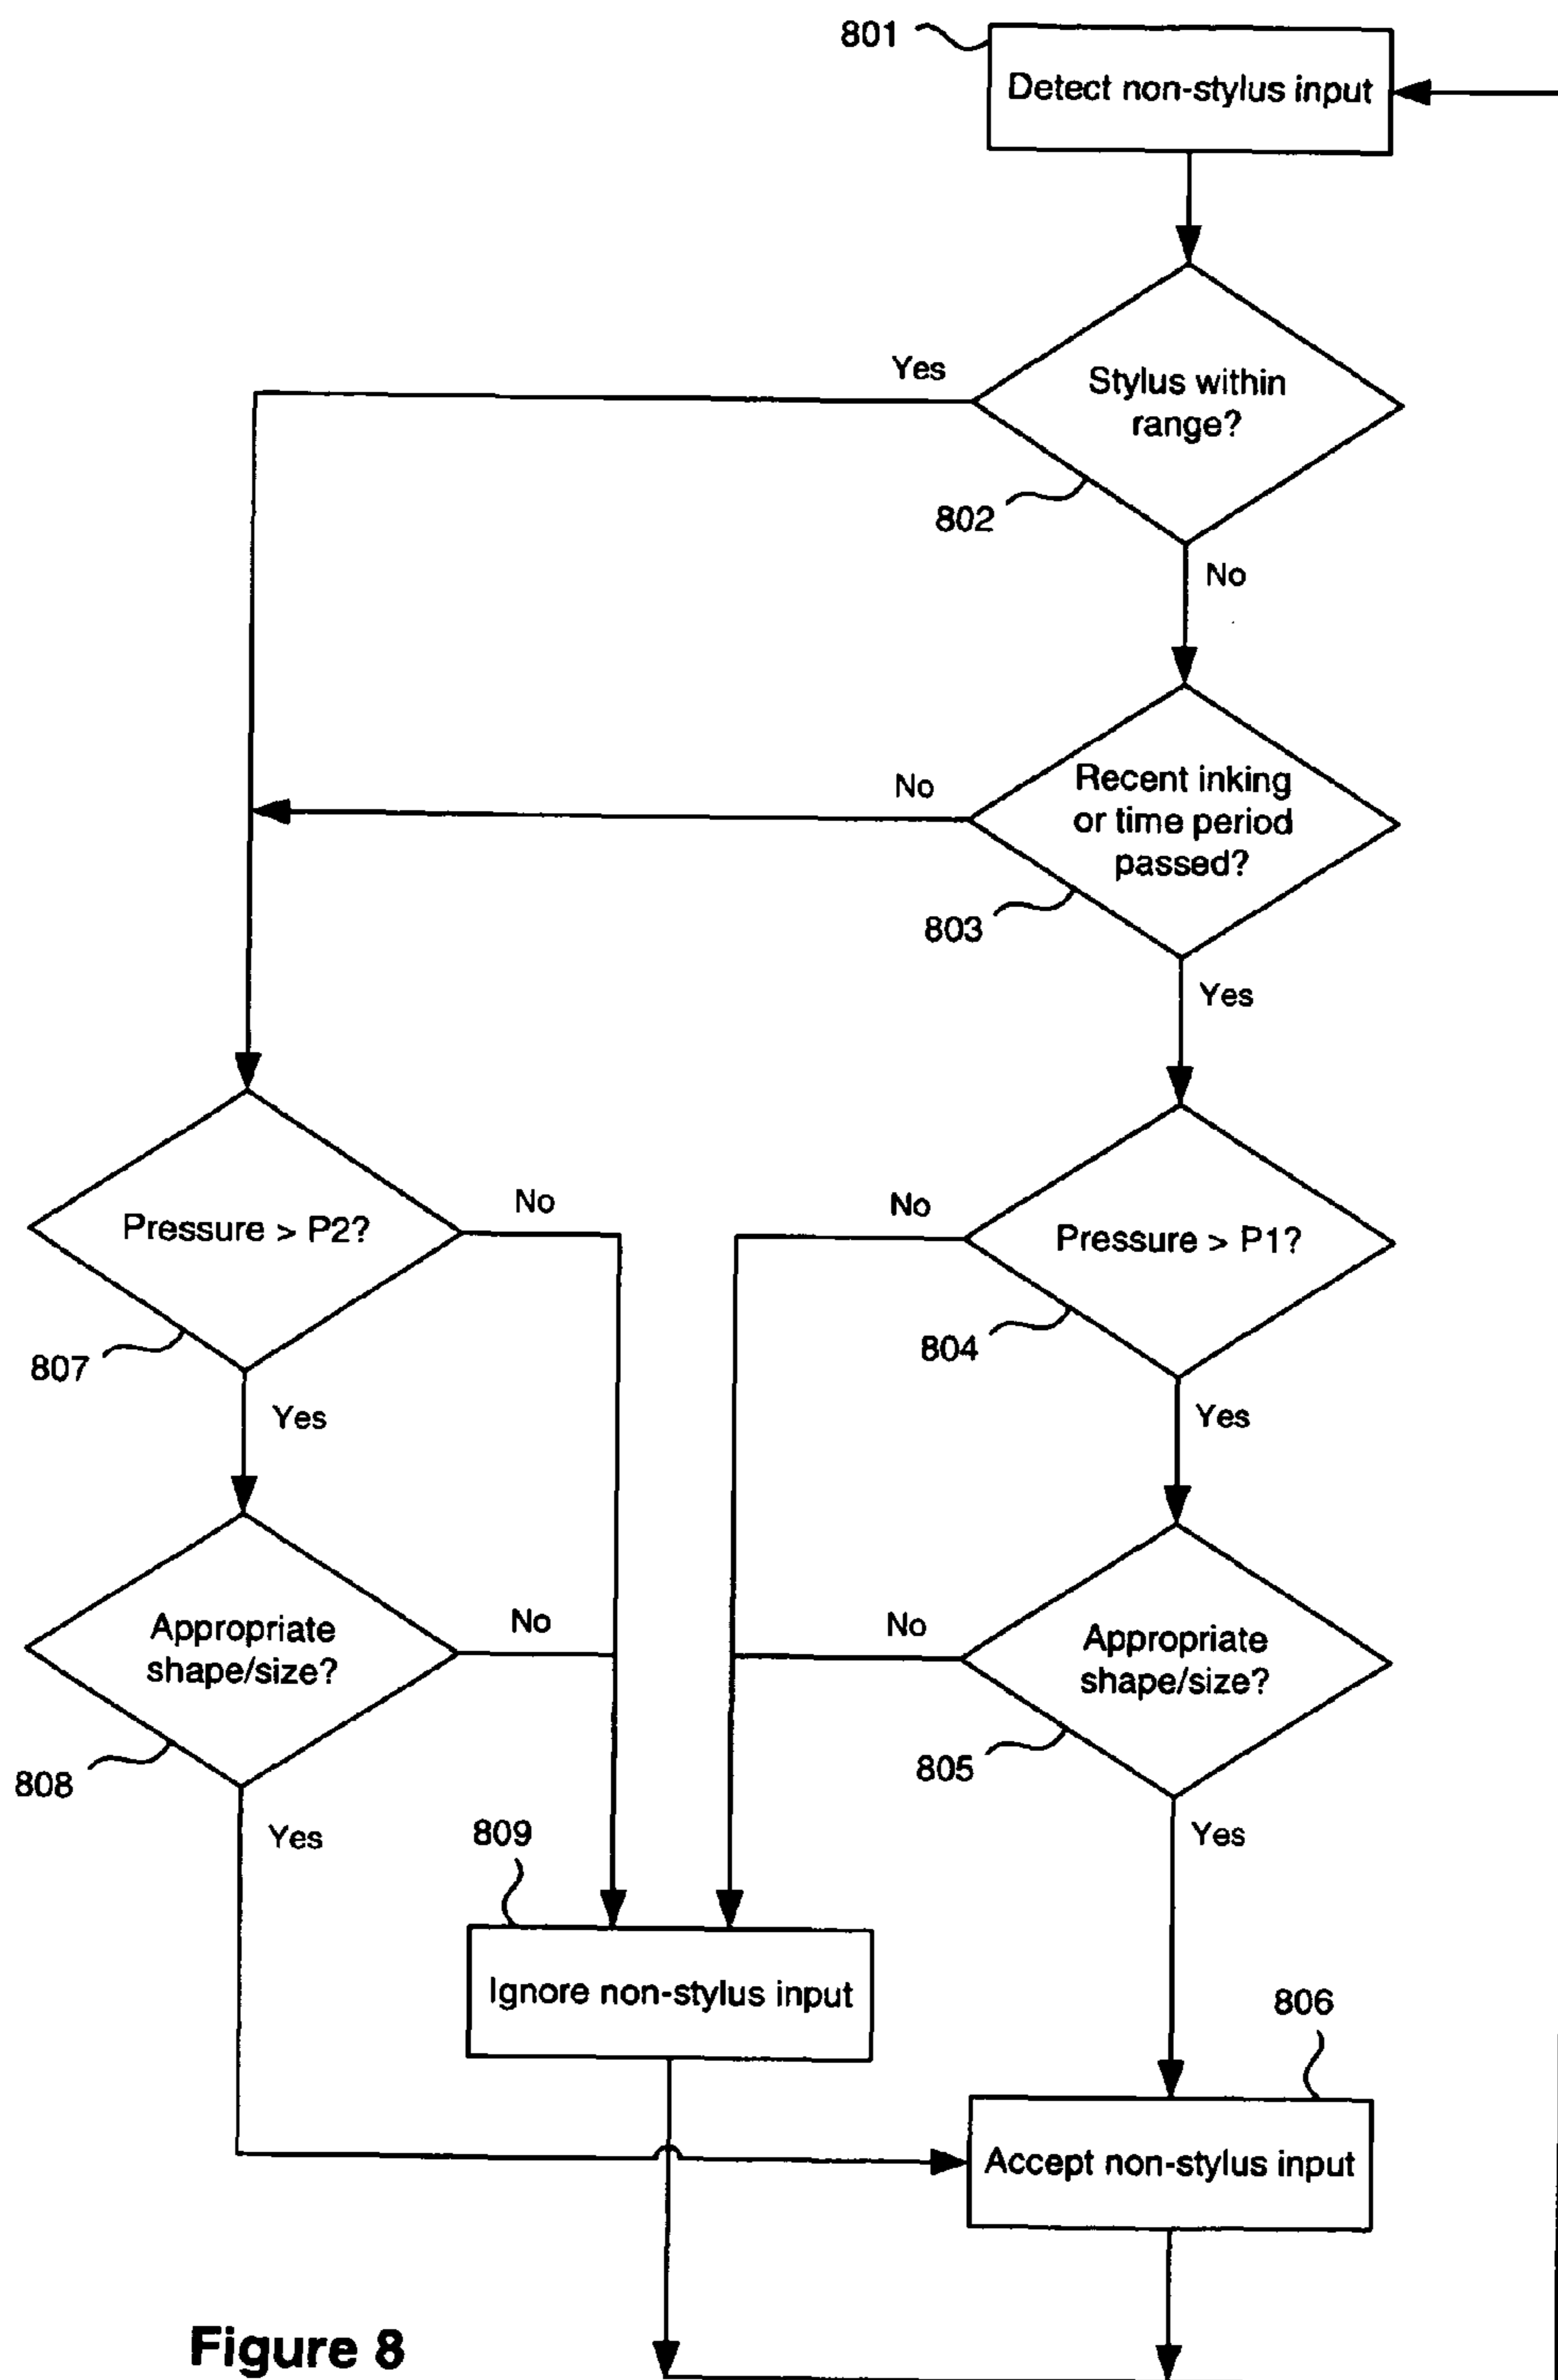 801
Detect non-stylus input
Yes
Stylus within
range?
802
No
No
Recent inking
or time period
passed?
803
Yes
No
Pressure > P2?
No
Pressure > P1?
807
804
Yes
Yes
Appropriate
shape/size?
No
No
Appropriate
shape/size?
808
805
Yes
809
Yes
Ignore non-stylus input
806
Accept non-stylus input
Figure 8